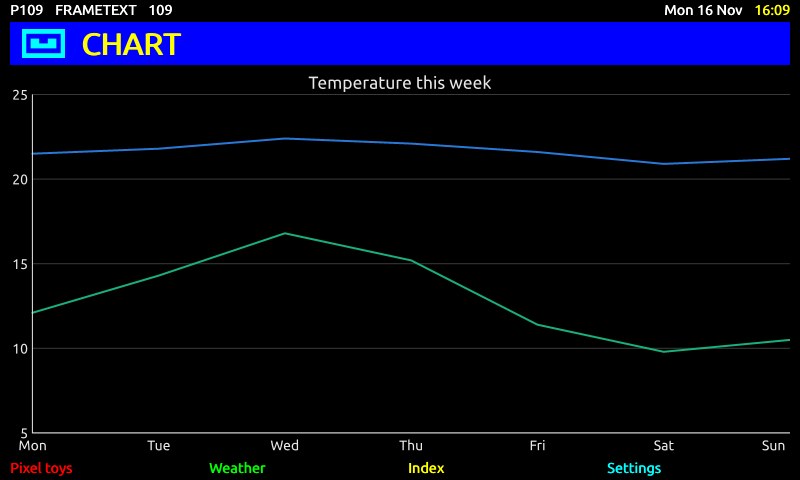 P109 FRAMETEXT 109 Mon 16 Nov 16:09
CHART
Temperature this week
25
20
15
10
5
Mon Tue Wed Thu Fri Sat Sun
Pixel toys Weather Index Settings